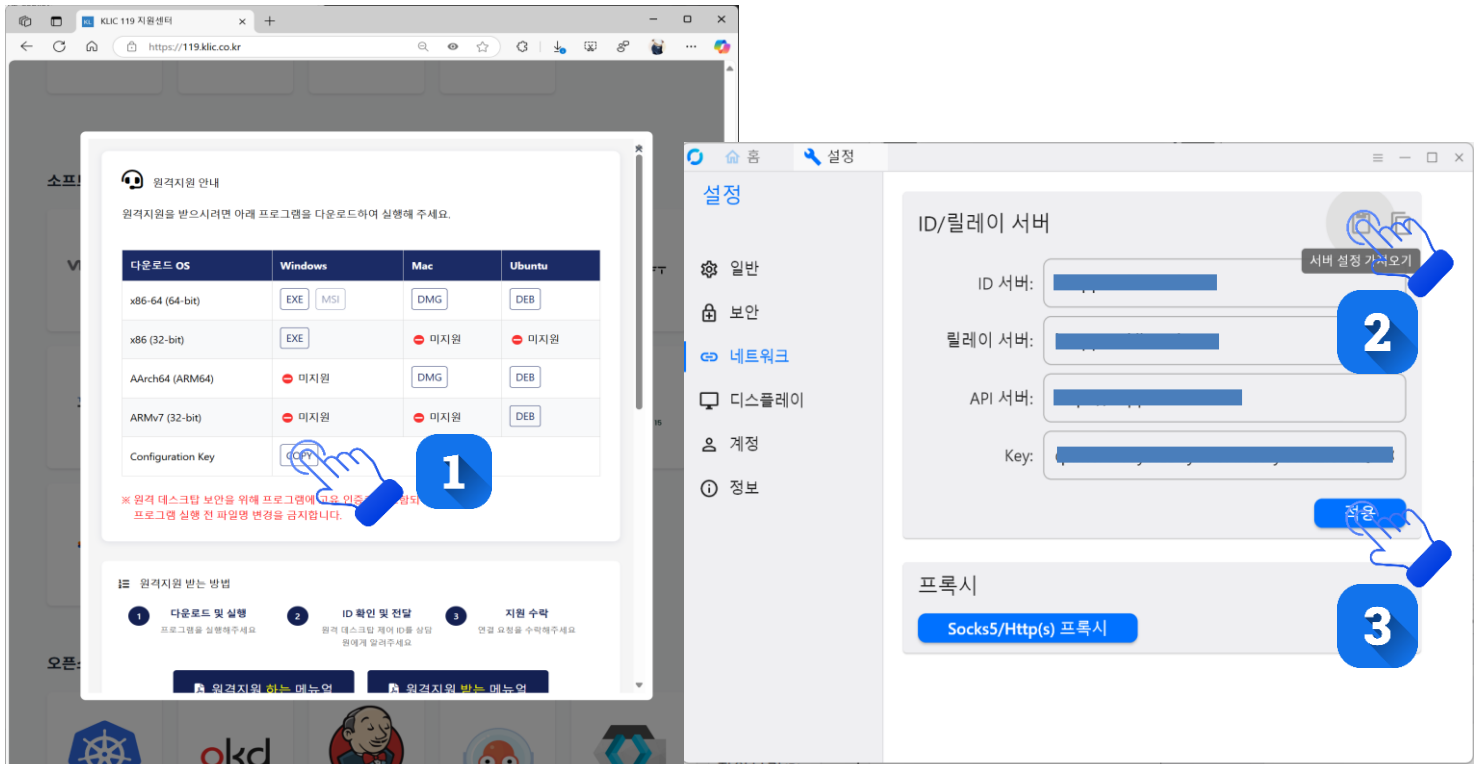 KL KLIC 119 지원센터
https://119.klic.co.kr
원격지원 안내
원격지원을 받으시려면 아래 프로그램을 다운로드하여 실행해 주세요.
다운로드 OS Windows Mac Ubuntu
x86-64 (64-bit) EXE MSI DMG DEB
x86 (32-bit) EXE 미지원 미지원
AArch64 (ARM64) 미지원 DMG DEB
ARMv7 (32-bit) 미지원 미지원 DEB
Configuration Key COPY
1
※ 원격 데스크탑 보안을 위해 프로그램에 고유 인증
프로그램 실행 전 파일명 변경을 금지합니다.
원격지원 받는 방법
1 다운로드 및 실행
프로그램을 실행해주세요
2 ID 확인 및 전달
원격 데스크탑 제어 ID를 상담
원에게 알려주세요
3 지원 수락
연결 요청을 수락해주세요
원격지원 하는 메뉴얼
원격지원 받는 메뉴얼
소프
오픈
okd
홈
설정
설정
일반
보안
네트워크
디스플레이
계정
정보
ID/릴레이 서버
서버 설정 가져오기
ID 서버:
릴레이 서버:
2
API 서버:
Key:
적용
프록시
Socks5/Http(s) 프록시
3